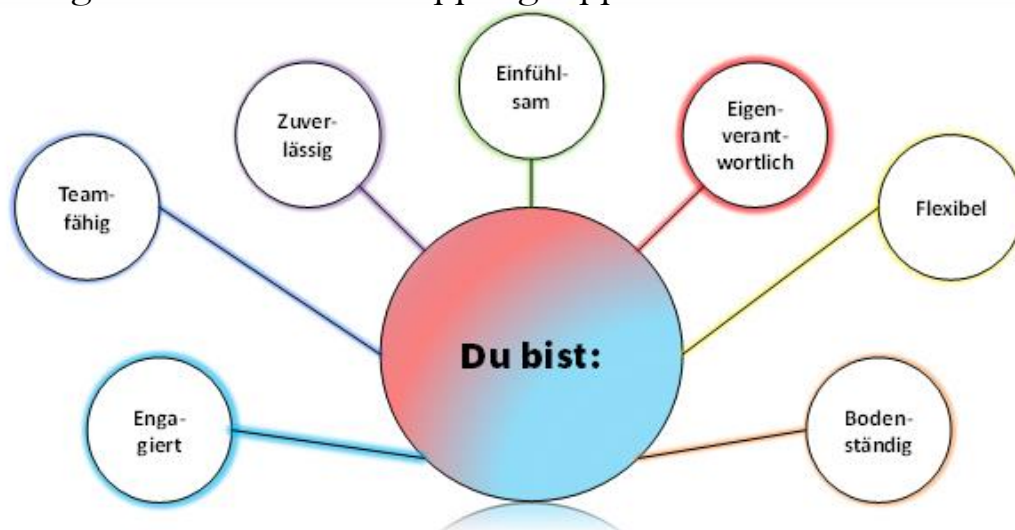 Einfühl-
sam
Zuver-
lässig
Eigen-
verant-
wortlich
Team-
fähig
Flexibel
Du bist:
Enga-
giert
Boden-
ständig